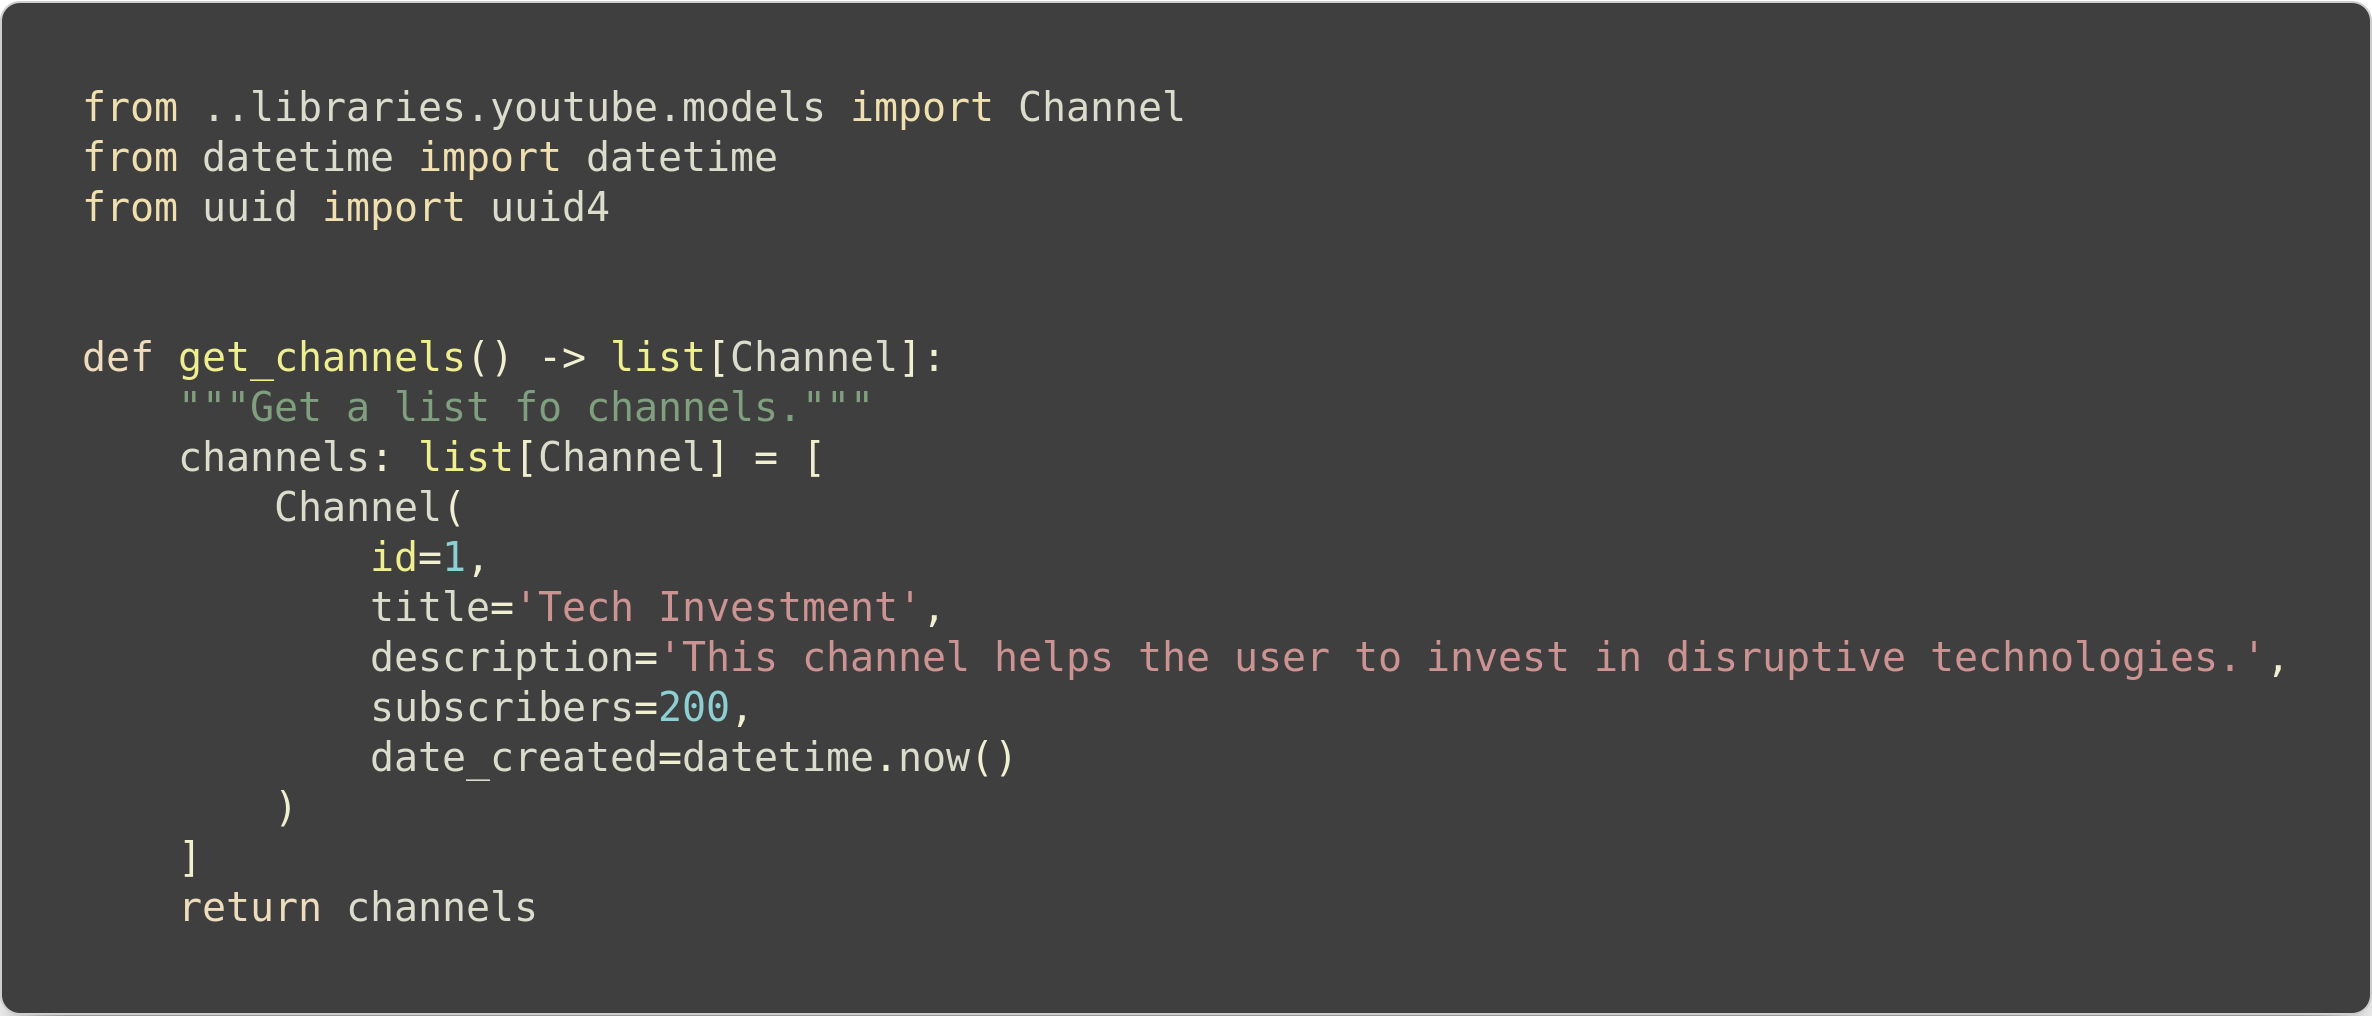 from ..libraries.youtube.models import Channel
from datetime import datetime
from uuid import uuid4
def get_channels() -> list[Channel]:
    """Get a list fo channels."""
    channels: list[Channel] = [
        Channel(
            id=1,
            title='Tech Investment',
            description='This channel helps the user to invest in disruptive technologies.',
            subscribers=200,
            date_created=datetime.now()
        )
    ]
    return channels